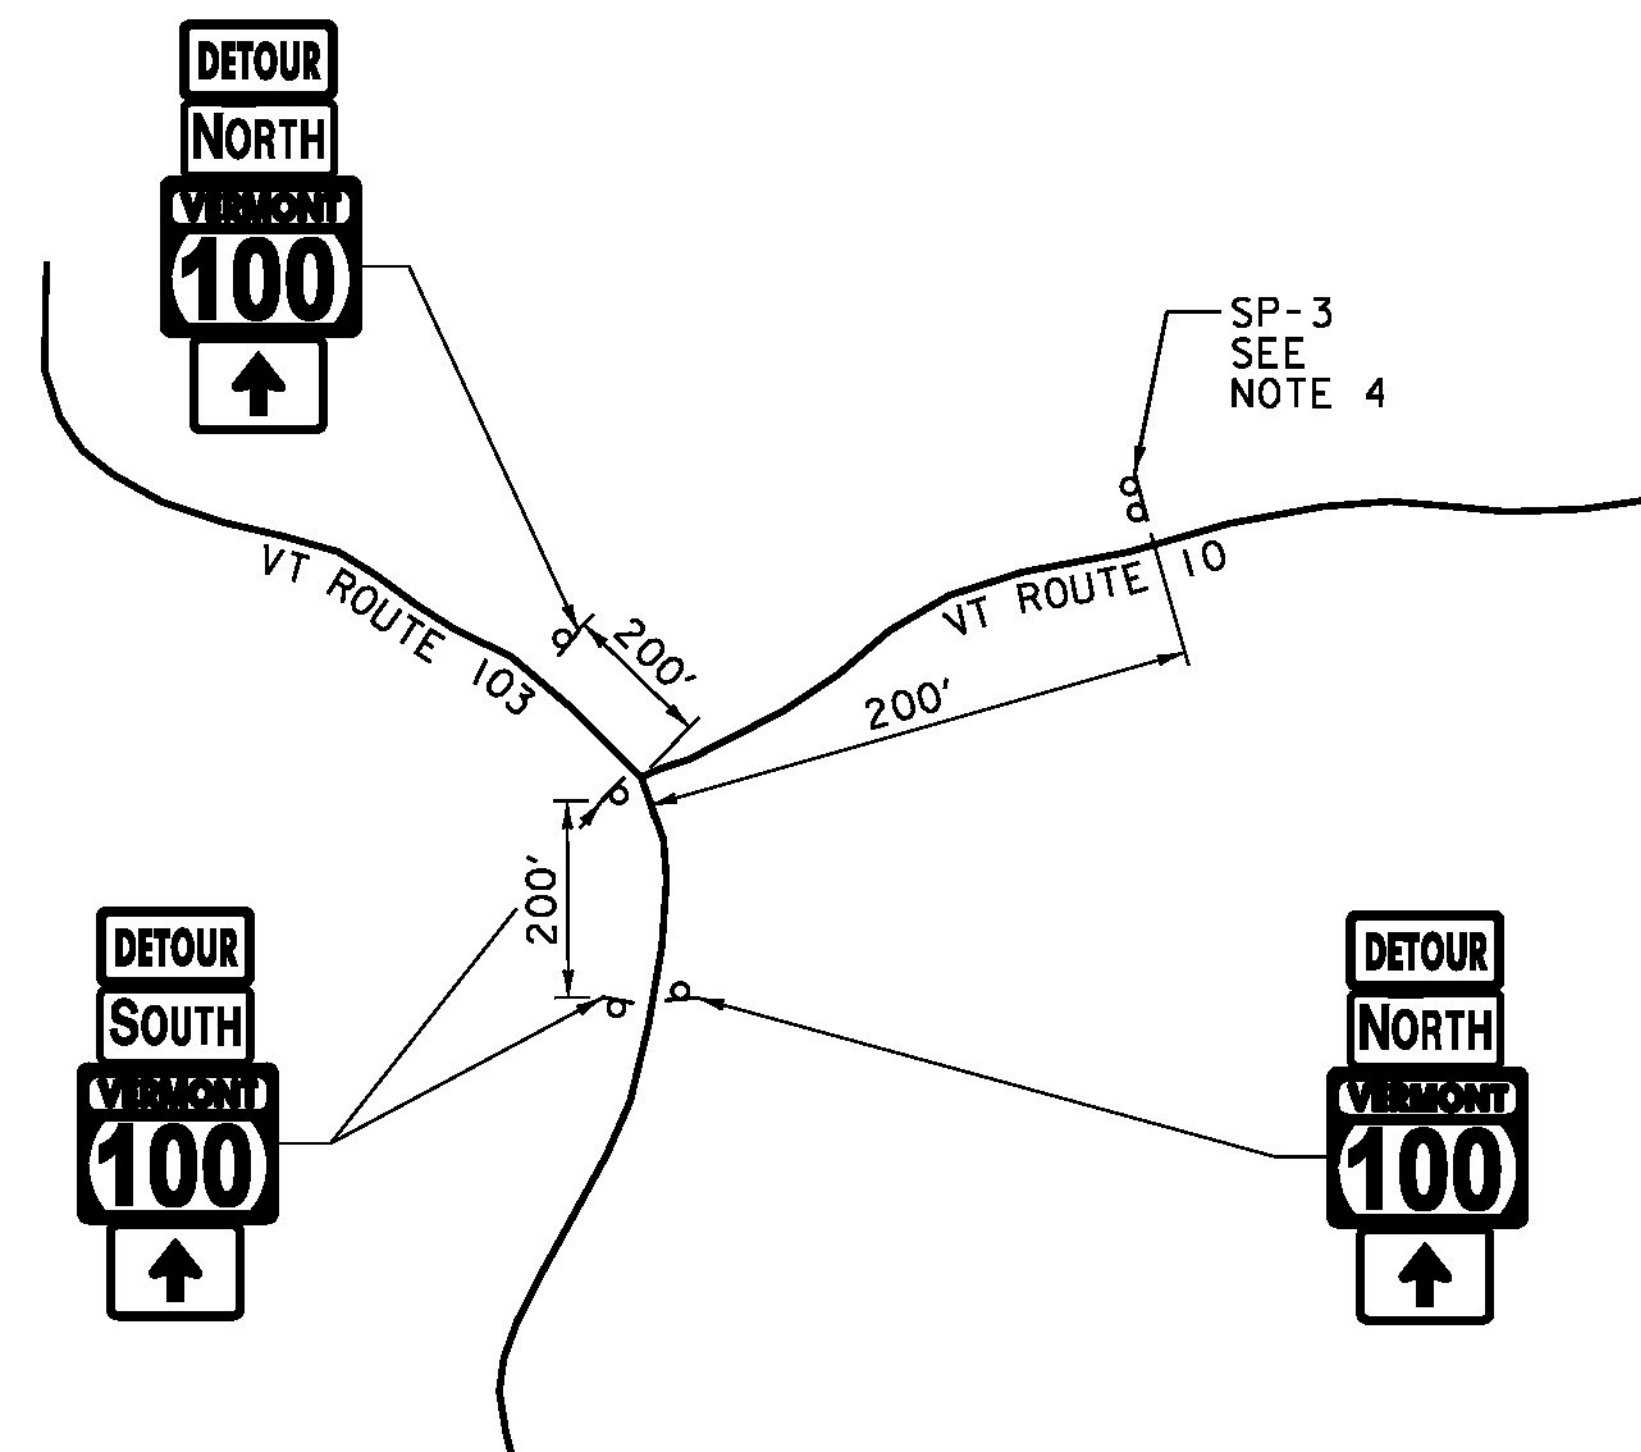 DETOUR
NORTH
VERMONT
100
SP-3
SEE
NOTE 4
VT ROUTE 103
VT ROUTE 10
200'
200'
200'
DETOUR
SOUTH
VERMONT
100
DETOUR
NORTH
VERMONT
100